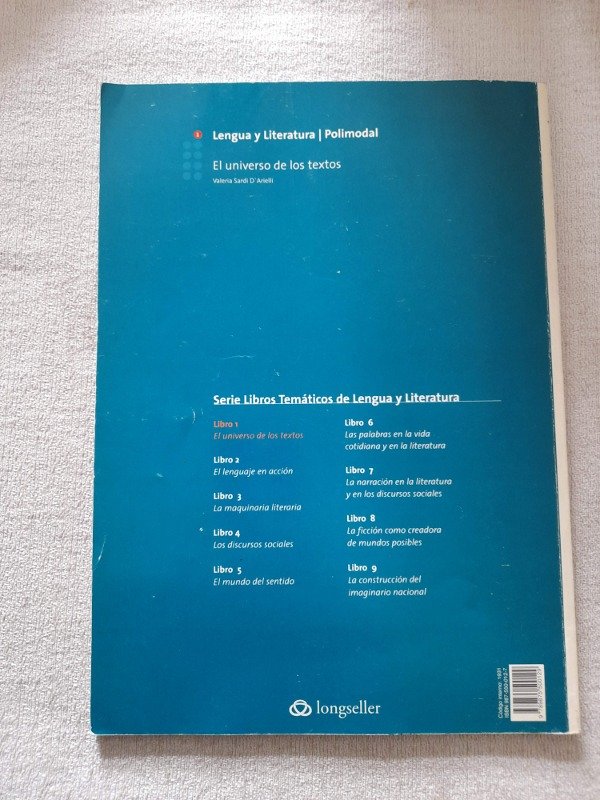 1
Lengua y Literatura | Polimodal
El universo de los textos
Valeria Sardi D'Arielli
Serie Libros Temáticos de Lengua y Literatura
Libro 1
El universo de los textos
Libro 2
El lenguaje en acción
Libro 3
La maquinaria literaria
Libro 4
Los discursos sociales
Libro 5
El mundo del sentido
Libro 6
Las palabras en la vida
cotidiana y en la literatura
Libro 7
La narración en la literatura
y en los discursos sociales
Libro 8
La ficción como creadora
de mundos posibles
Libro 9
La construcción del
imaginario nacional
Código interno: 1931
longseller